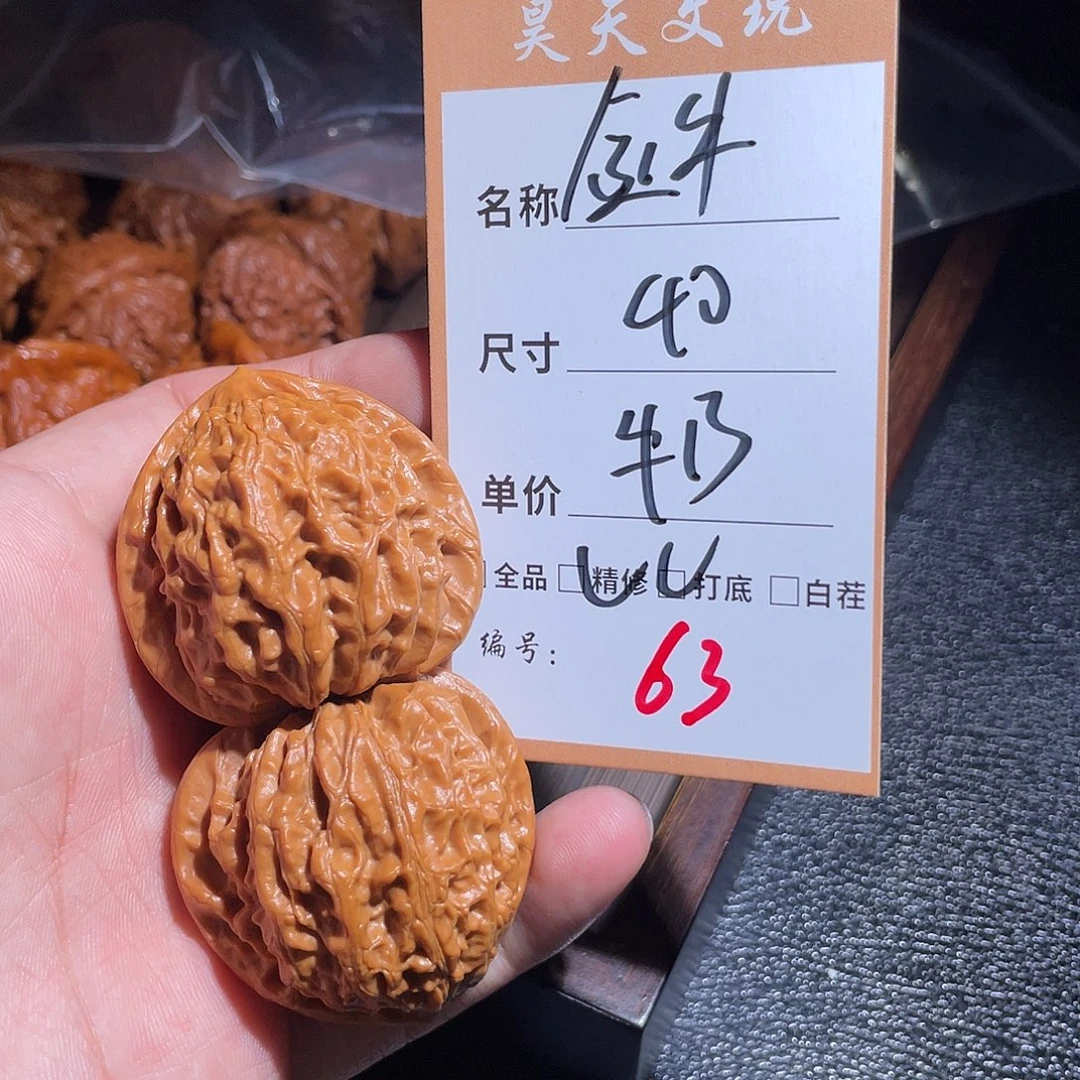 昊天文玩
名称
尺寸 40
单价
全品 □精修 □打底 □白茬
编号: 63